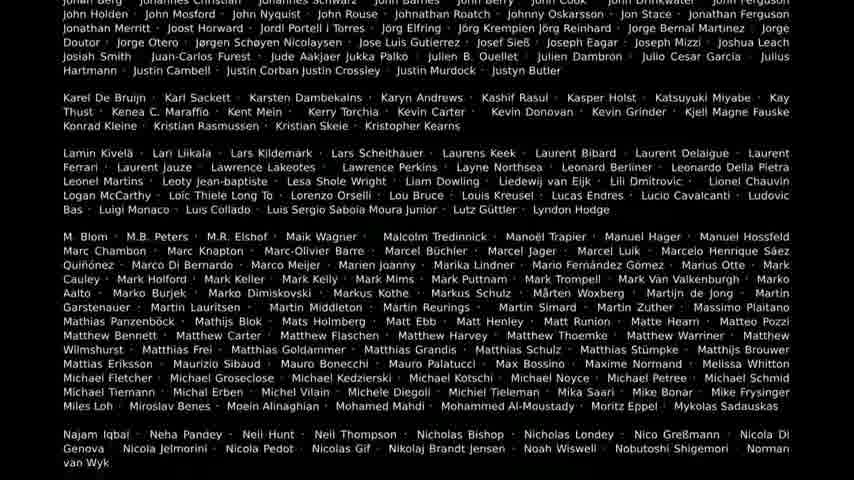 Johan Berg · Johannes Christian · Johannes Schwarz · John Barnes · John Berry · John Cook · John Drinkwater · John Ferguson
John Holden · John Mosford · John Nyquist · John Rouse · Johnathan Roatch · Johnny Oskarsson · Jon Stace · Jonathan Ferguson
Jonathan Merritt · Joost Horward · Jordi Portell i Torres · Jörg Elfring · Jörg Krempien Jörg Reinhard · Jorge Bernal Martinez · Jorge
Doutor · Jorge Otero · Jørgen Schøyen Nicolaysen · Jose Luis Gutierrez · Josef Sieß · Joseph Eagar · Joseph Mizzi · Joshua Leach
Josiah Smith · Juan-Carlos Furest · Jude Aakjaer Jukka Palko · Julien B. Ouellet · Julien Dambron · Julio Cesar Garcia · Julius
Hartmann · Justin Cambell · Justin Corban Justin Crossley · Justin Murdock · Justyn Butler
Karel De Bruijn · Karl Sackett · Karsten Dambekalns · Karyn Andrews · Kashif Rasul · Kasper Holst · Katsuyuki Miyabe · Kay
Thust · Kenea C. Maraffio · Kent Mein · Kerry Torchia · Kevin Carter · Kevin Donovan · Kevin Grinder · Kjell Magne Fauske
Konrad Kleine · Kristian Rasmussen · Kristian Skeie · Kristopher Kearns
Lamin Kivelä · Lari Liikala · Lars Kildemark · Lars Scheithauer · Laurens Keek · Laurent Bibard · Laurent Delaigue · Laurent
Ferrari · Laurent Jauze · Lawrence Lakeotes · Lawrence Perkins · Layne Northsea · Leonard Berliner · Leonardo Della Pietra
Leonel Martins · Leoty Jean-baptiste · Lesa Shole Wright · Liam Dowling · Liedewij van Eijk · Lili Dmitrovic · Lionel Chauvin
Logan McCarthy · Loïc Thiele Long To · Lorenzo Orselli · Lou Bruce · Louis Kreusel · Lucas Endres · Lucio Cavalcanti · Ludovic
Bas · Luigi Monaco · Luis Collado · Luis Sergio Saboia Moura Junior · Lutz Güttler · Lyndon Hodge
M. Blom · M.B. Peters · M.R. Elshof · Maik Wagner · Malcolm Tredinnick · Manoël Trapier · Manuel Hager · Manuel Hossfeld
Marc Chambon · Marc Knapton · Marc-Olivier Barre · Marcel Büchler · Marcel Jager · Marcel Luik · Marcelo Henrique Sáez
Quiñónez · Marco Di Bernardo · Marco Meijer · Marien Joanny · Marika Lindner · Mario Fernández Gómez · Marius Otte · Mark
Cauley · Mark Holford · Mark Keller · Mark Kelly · Mark Mims · Mark Puttnam · Mark Trompell · Mark Van Valkenburgh · Marko
Aalto · Marko Burjek · Marko Dimiskovski · Markus Kothe · Markus Schulz · Mårten Woxberg · Martijn de Jong · Martin
Garstenauer · Martin Lauritsen · Martin Middleton · Martin Reurings · Martin Simard · Martin Zuther · Massimo Plaitano
Mathias Panzenböck · Mathijs Blok · Mats Holmberg · Matt Ebb · Matt Henley · Matt Runion · Matte Hearn · Matteo Pozzi
Matthew Bennett · Matthew Carter · Matthew Flaschen · Matthew Harvey · Matthew Thoemke · Matthew Warriner · Matthew
Wilmshurst · Matthias Frei · Matthias Goldammer · Matthias Grandis · Matthias Schulz · Matthias Stümpke · Matthijs Brouwer
Mattias Eriksson · Maurizio Sibaud · Mauro Bonecchi · Mauro Palatucci · Max Bossino · Maxime Normand · Melissa Whitton
Michael Fletcher · Michael Groseclose · Michael Kedzierski · Michael Kotschi · Michael Noyce · Michael Petree · Michael Schmid
Michael Tiemann · Michal Erben · Michel Vilain · Michele Diegoli · Michiel Tieleman · Mika Saari · Mike Bonar · Mike Frysinger
Miles Loh · Miroslav Benes · Moein Alinaghian · Mohamed Mahdi · Mohammed Al-Moustady · Moritz Eppel · Mykolas Sadauskas
Najam Iqbal · Neha Pandey · Neil Hunt · Neil Thompson · Nicholas Bishop · Nicholas Londey · Nico Greßmann · Nicola Di
Genova · Nicola Jelmorini · Nicola Pedot · Nicolas Gif · Nikolaj Brandt Jensen · Noah Wiswell · Nobutoshi Shigemori · Norman
van Wyk